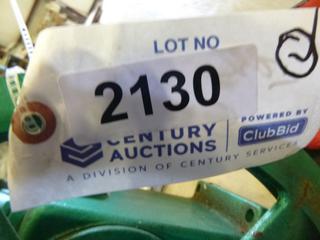 LOT NO
2130
CENTURY
AUCTIONS
A DIVISION OF CENTURY SERVICES
POWERED BY
ClubBid